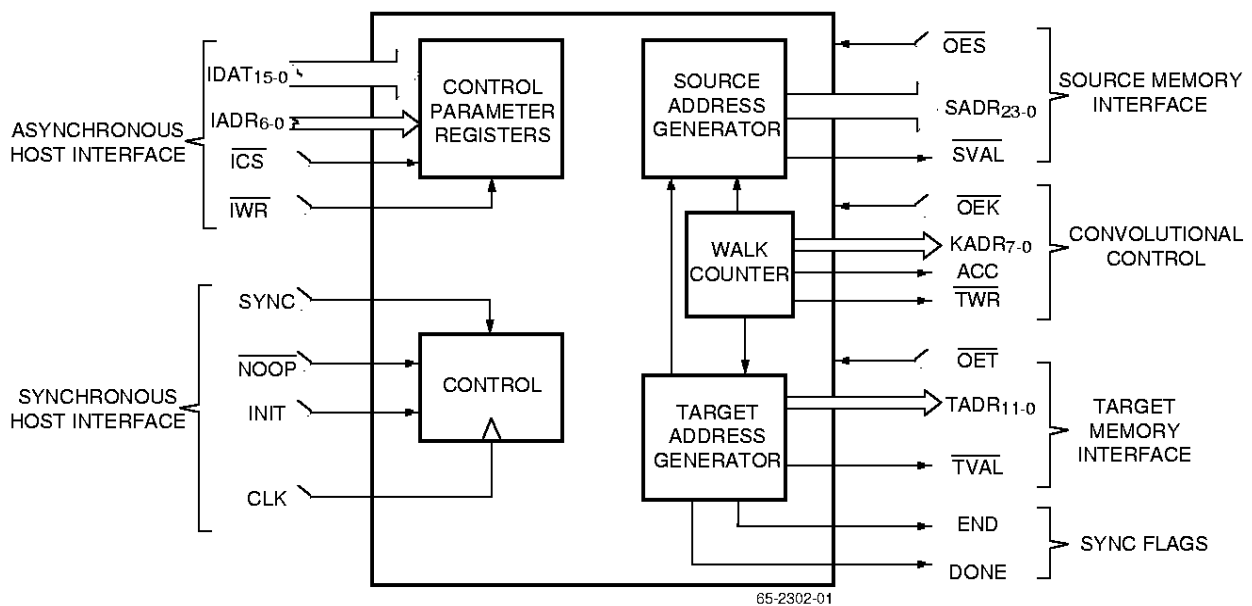 ASYNCHRONOUS
HOST INTERFACE
IDAT15-0
IADR6-0
ICS
IWR
SYNCHRONOUS
HOST INTERFACE
SYNC
NOOP
INIT
CLK
CONTROL
PARAMETER
REGISTERS
CONTROL
SOURCE
ADDRESS
GENERATOR
WALK
COUNTER
TARGET
ADDRESS
GENERATOR
OES
SADR23-0
SVAL
SOURCE MEMORY
INTERFACE
OEK
KADR7-0
ACC
TWR
CONVOLUTIONAL
CONTROL
OET
TADR11-0
TVAL
TARGET
MEMORY
INTERFACE
END
DONE
SYNC FLAGS
65-2302-01